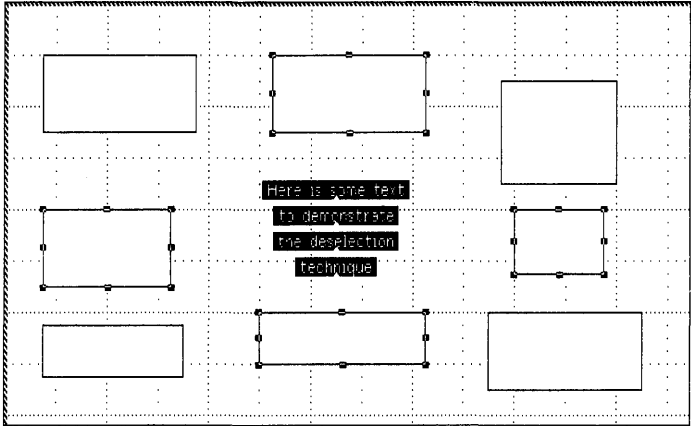 Here is some text
to demonstrate
the deselection
technique